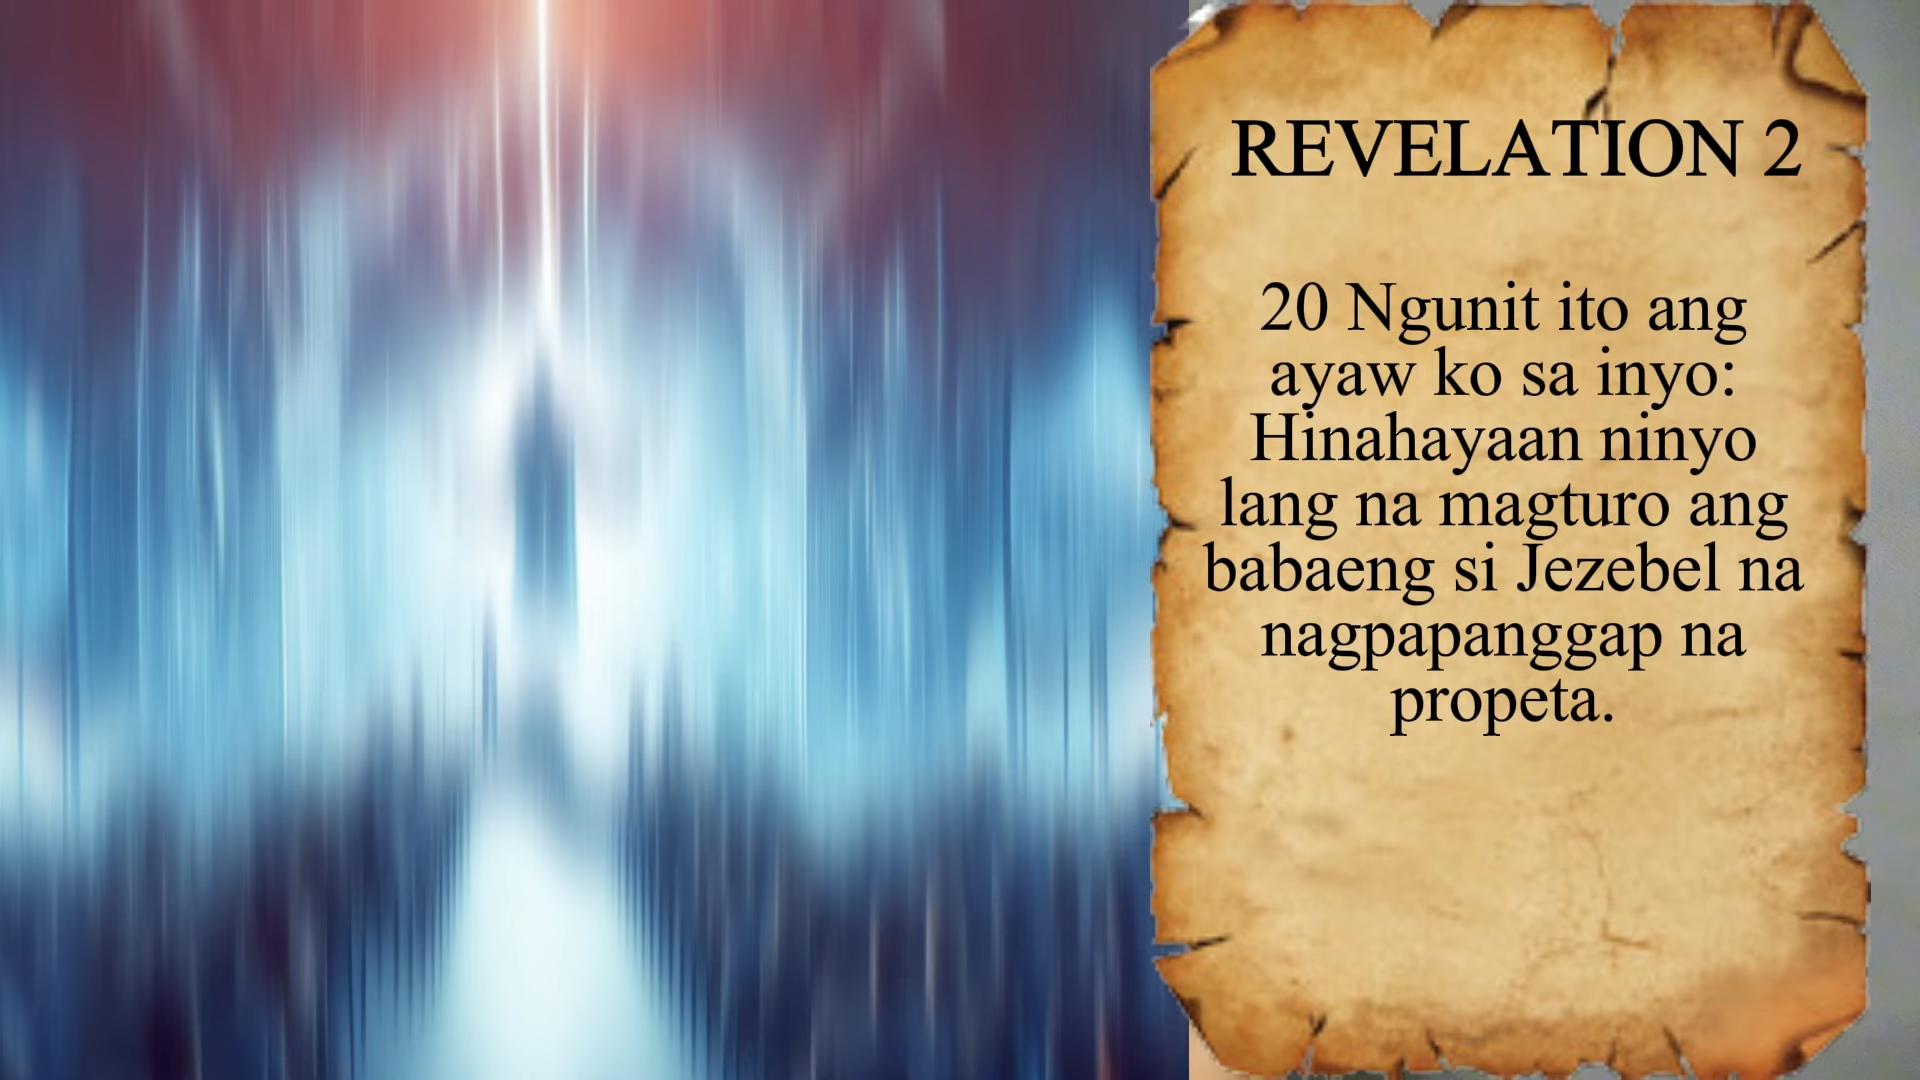 REVELATION 2
20 Ngunit ito ang
ayaw ko sa inyo:
Hinahayaan ninyo
lang na magturo ang
babaeng si Jezebel na
nagpapanggap na
propeta.